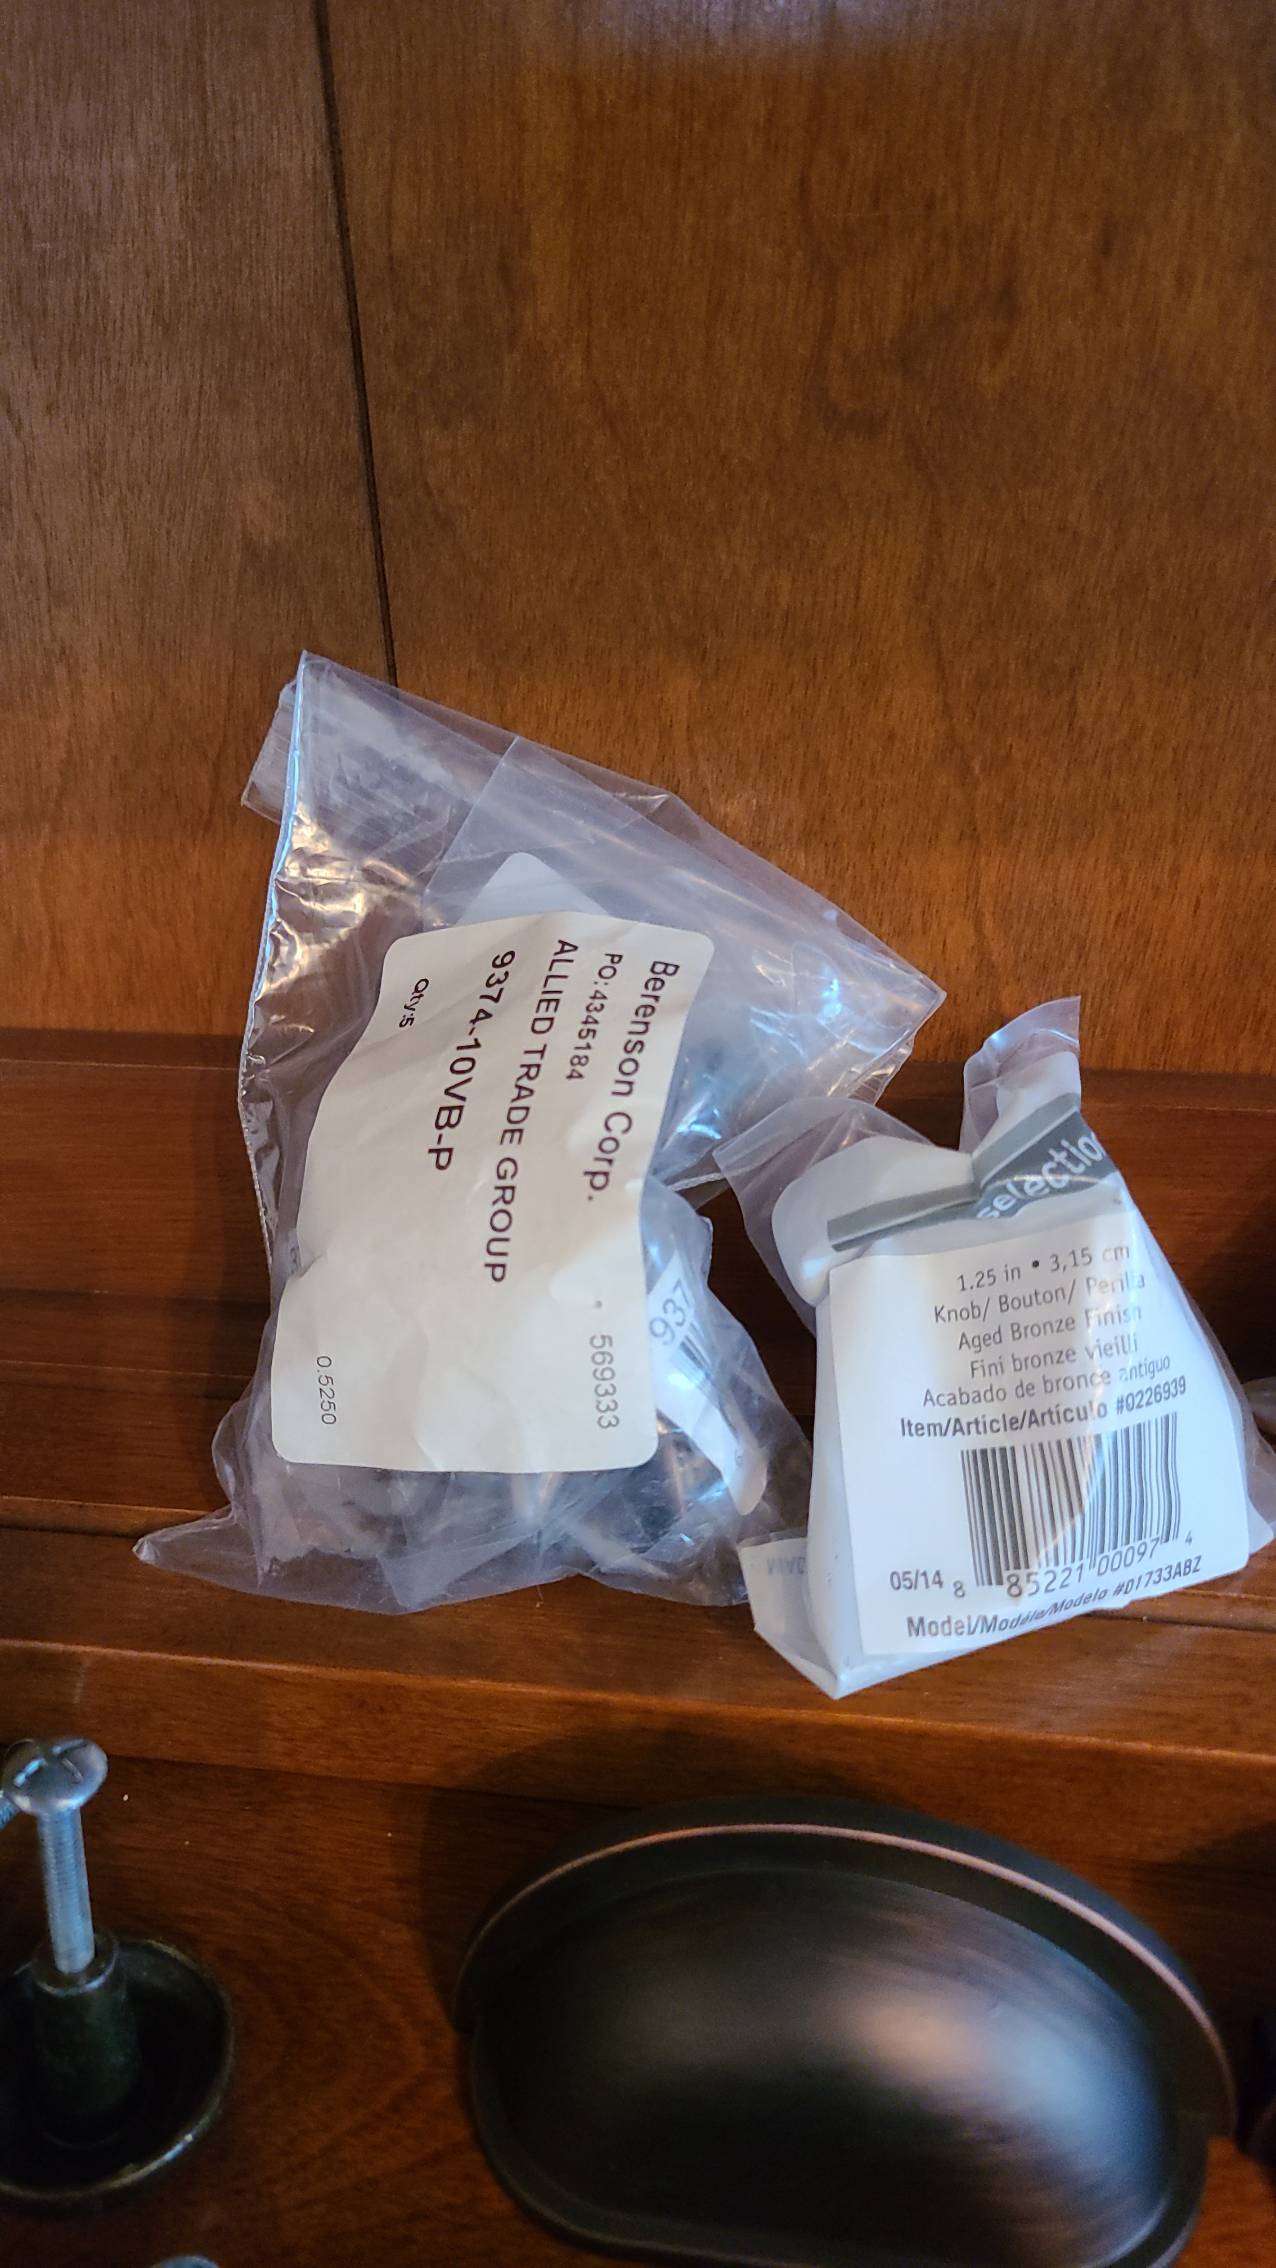 Berenson Corp.
PO:4345184
ALLIED TRADE GROUP
9374-10VB-P
Qty:5
569333
0.5250
937
selectio
1.25 in • 3,15 cm
Knob/ Bouton/ Perilla
Aged Bronze Finish
Fini bronze vieilli
Acabado de bronce antiguo
Item/Article/Artículo #0226939
05/14
8 85221 00097 4
Model/Modèle/Modelo #D1733ABZ